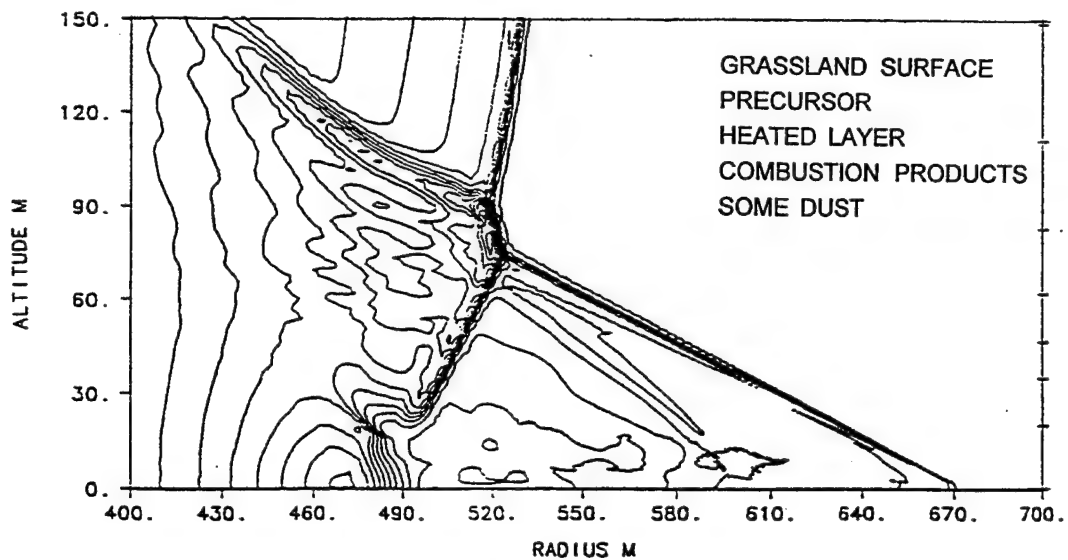 150.
120.
90.
60.
30.
0.
ALTITUDE M
GRASSLAND SURFACE
PRECURSOR
HEATED LAYER
COMBUSTION PRODUCTS
SOME DUST
400. 430. 460. 490. 520. 550. 580. 610. 640. 670. 700.
RADIUS M